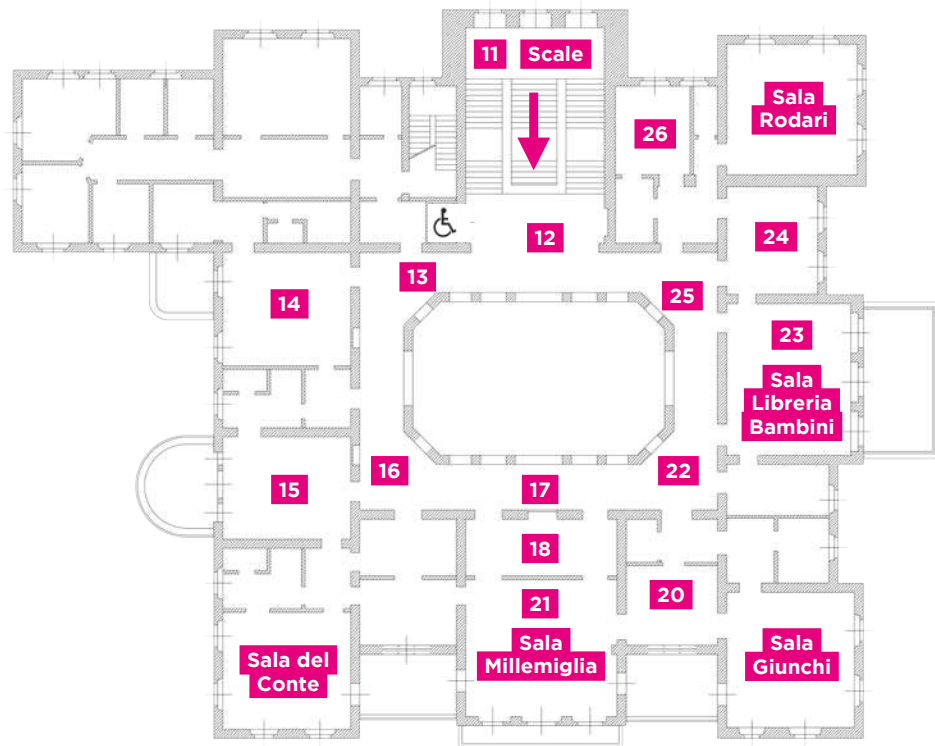 11 Scale
Sala
Rodari
26
12
24
13
25
14
23
Sala
Libreria
Bambini
16
22
15
17
18
21
20
Sala
Millemiglia
Sala del
Conte
Sala
Giunchi